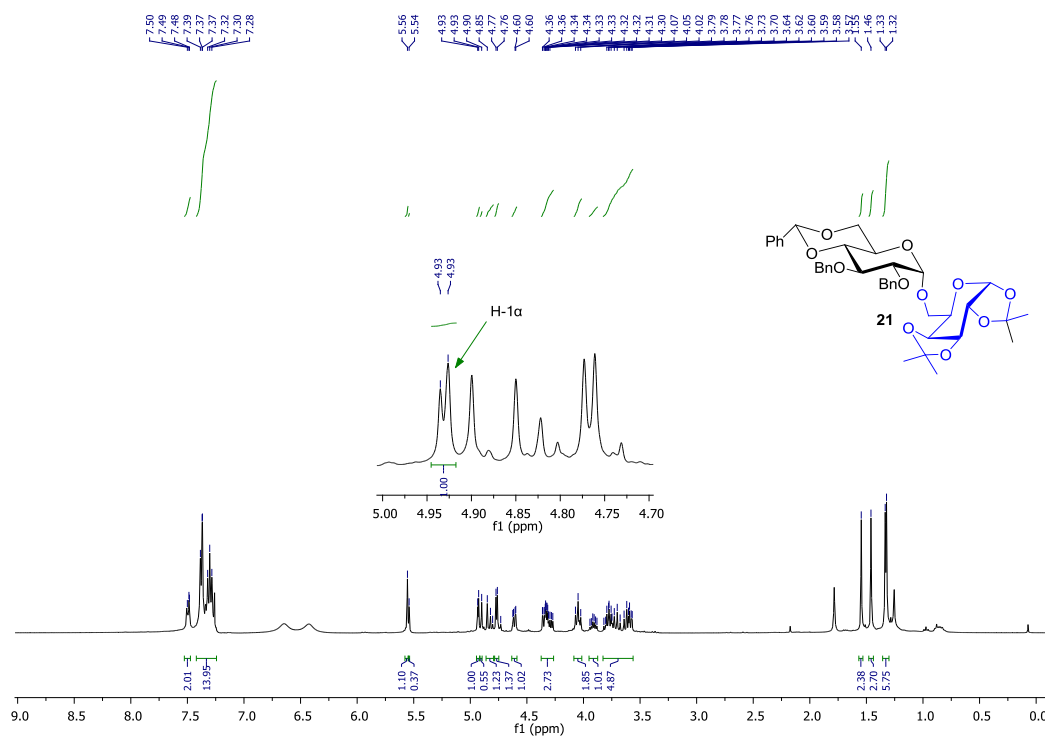 7.50 7.49 7.48 7.39 7.37 7.37 7.32 7.30 7.28 5.56 5.54 4.93 4.93 4.90 4.85 4.77 4.76 4.60 4.60 4.36 4.36 4.34 4.34 4.33 4.33 4.32 4.32 4.31 4.30 4.07 4.05 4.02 3.79 3.78 3.77 3.76 3.73 3.70 3.64 3.62 3.60 3.59 3.58 3.57 1.55 1.46 1.33 1.32
Ph
O
O
O
BnO
BnO
O
O
O
O
O
O
21
4.93 4.93
H-1α
1.00
5.00 4.95 4.90 4.85 4.80 4.75 4.70
f1 (ppm)
2.01 13.95 1.10 0.37 1.00 0.55 1.23 1.37 1.02 2.73 1.85 1.01 4.87 2.38 2.70 5.75
9.0 8.5 8.0 7.5 7.0 6.5 6.0 5.5 5.0 4.5 4.0 3.5 3.0 2.5 2.0 1.5 1.0 0.5
f1 (ppm)